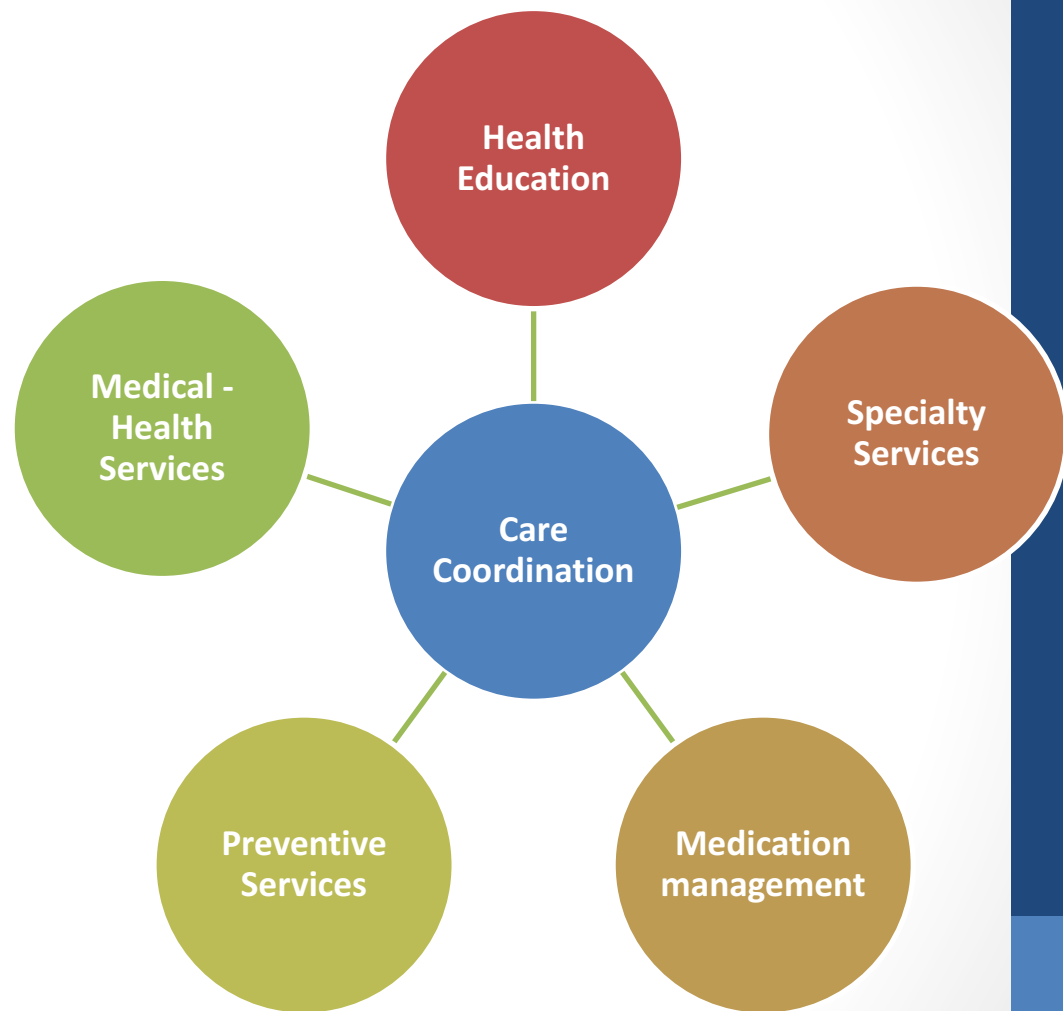 Health
Education
Specialty
Services
Medication
management
Preventive
Services
Medical -
Health
Services
Care
Coordination